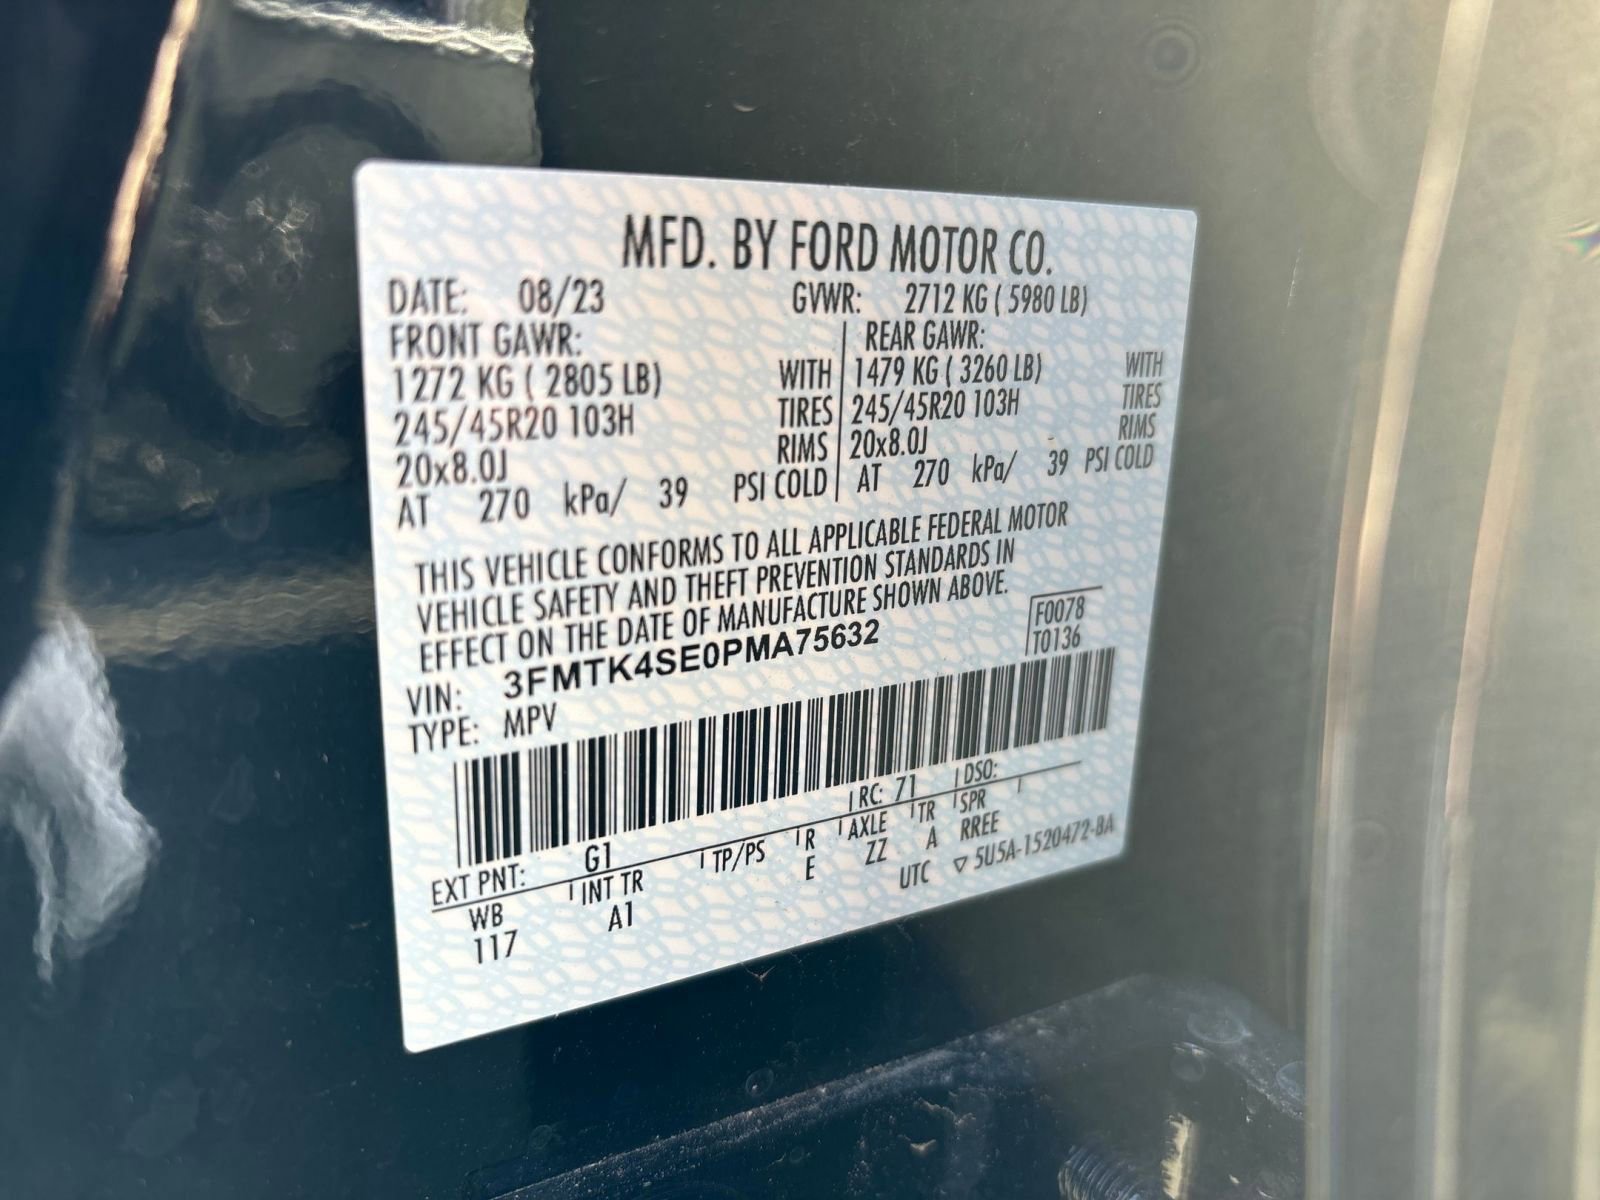 MFD. BY FORD MOTOR CO.
DATE: 08/23 GVWR: 2712 KG ( 5980 LB)
FRONT GAWR: REAR GAWR:
1272 KG ( 2805 LB) WITH 1479 KG ( 3260 LB) WITH
245/45R20 103H TIRES 245/45R20 103H TIRES
20x8.0J RIMS 20x8.0J RIMS
AT 270 kPa/ 39 PSI COLD AT 270 kPa/ 39 PSI COLD
THIS VEHICLE CONFORMS TO ALL APPLICABLE FEDERAL MOTOR
VEHICLE SAFETY AND THEFT PREVENTION STANDARDS IN
EFFECT ON THE DATE OF MANUFACTURE SHOWN ABOVE.
VIN: 3FMTK4SE0PMA75632 F0078
TYPE: MPV T0136
EXT PNT: G1 RC: 71 DSO:
WB INT TR TP/PS R AXLE TR SPR
117 A1 E ZZ A RREE
UTC ▽ 5U5A-1520472-BA